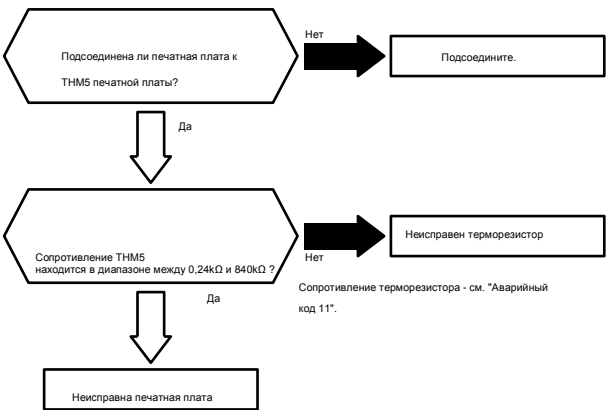 Подсоединена ли печатная плата к
THM5 печатной платы?
Нет
Подсоедините.
Да
Сопротивление THM5
находится в диапазоне между 0,24kΩ и 840kΩ ?
Нет
Неисправен терморезистор
Сопротивление терморезистора - см. "Аварийный
код 11".
Да
Неисправна печатная плата